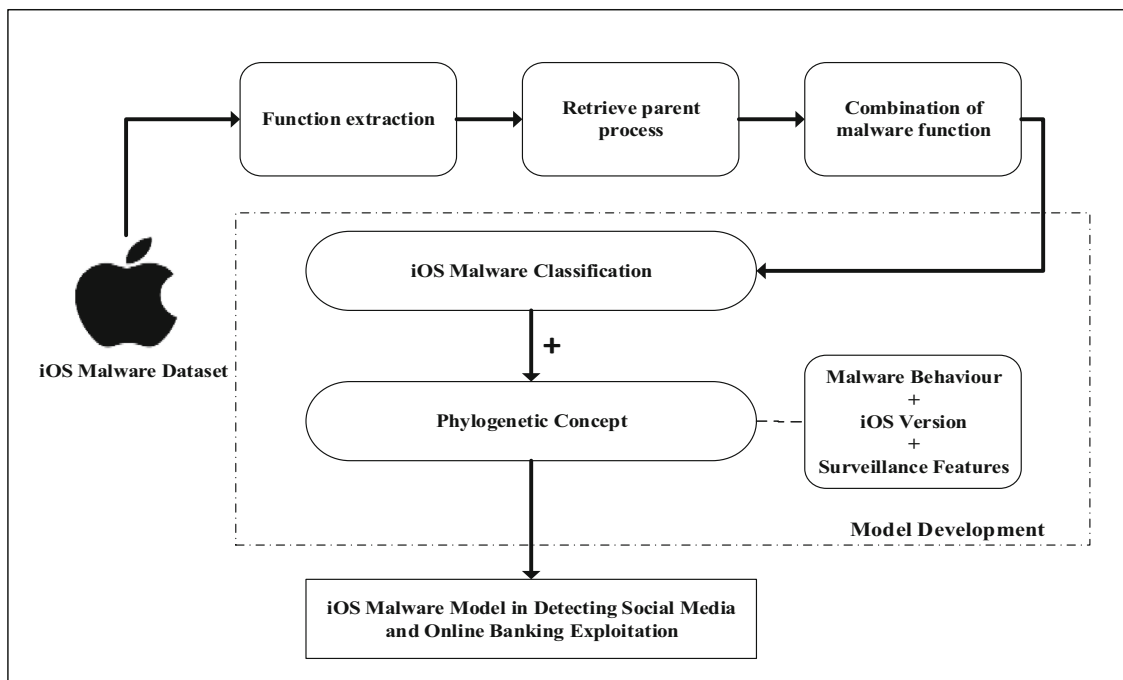 Function extraction
Retrieve parent
process
Combination of
malware function
iOS Malware Dataset
iOS Malware Classification
+
Phylogenetic Concept
Malware Behaviour
+
iOS Version
+
Surveillance Features
Model Development
iOS Malware Model in Detecting Social Media
and Online Banking Exploitation